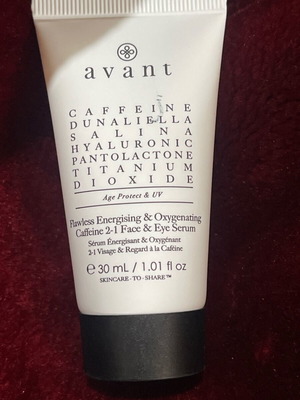 avant
CAFFEINE
DUNALIELLA
SALINA
HYALURONIC
PANTOLACTONE
TITANIUM
DIOXIDE
Age Protect & UV
Flawless Energising & Oxygenating
Caffeine 2-1 Face & Eye Serum
Sérum Énergisant & Oxygénant
2-1 Visage & Regard à la Caféine
℮ 30 mL / 1.01 fl oz
SKINCARE-TO-SHARE™